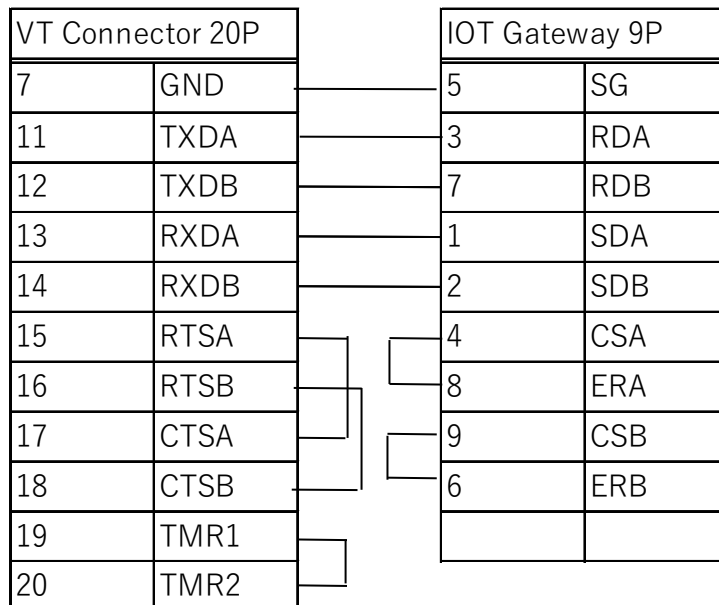 VT Connector 20P
7 GND
11 TXDA
12 TXDB
13 RXDA
14 RXDB
15 RTSA
16 RTSB
17 CTSA
18 CTSB
19 TMR1
20 TMR2
IOT Gateway 9P
5 SG
3 RDA
7 RDB
1 SDA
2 SDB
4 CSA
8 ERA
9 CSB
6 ERB